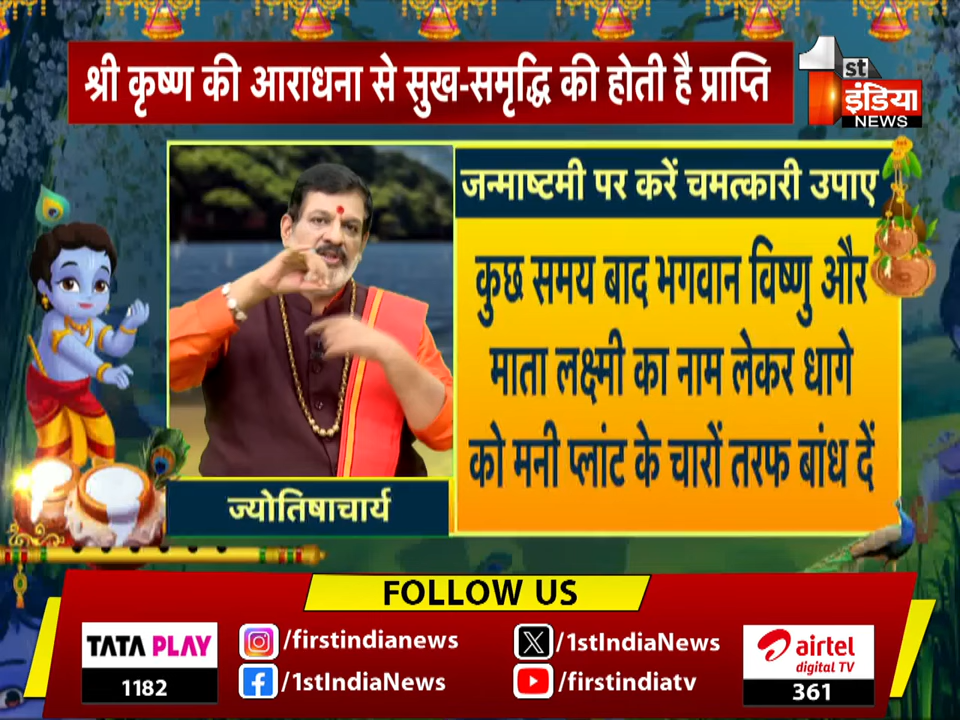 श्री कृष्ण की आराधना से सुख-समृद्धि की होती है प्राप्ति
1st
इंडिया
NEWS
जन्माष्टमी पर करें चमत्कारी उपाए
कुछ समय बाद भगवान विष्णु और
माता लक्ष्मी का नाम लेकर धागे
को मनी प्लांट के चारों तरफ बांध दें
ज्योतिषाचार्य
FOLLOW US
TATA PLAY
1182
/firstindianews
/1stIndiaNews
/1stIndiaNews
/firstindiatv
airtel
digital TV
361